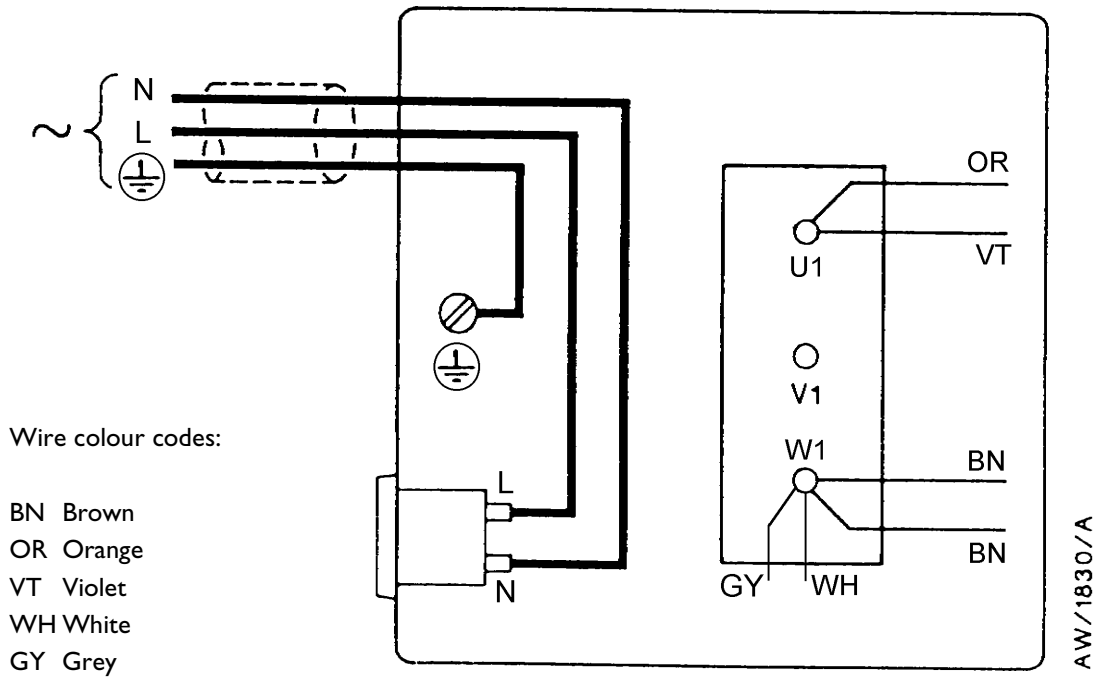 N
L
OR
U1
VT
V1
W1
BN
BN
GY
WH
L
N
Wire colour codes:
BN Brown
OR Orange
VT Violet
WH White
GY Grey
AW/1830/A